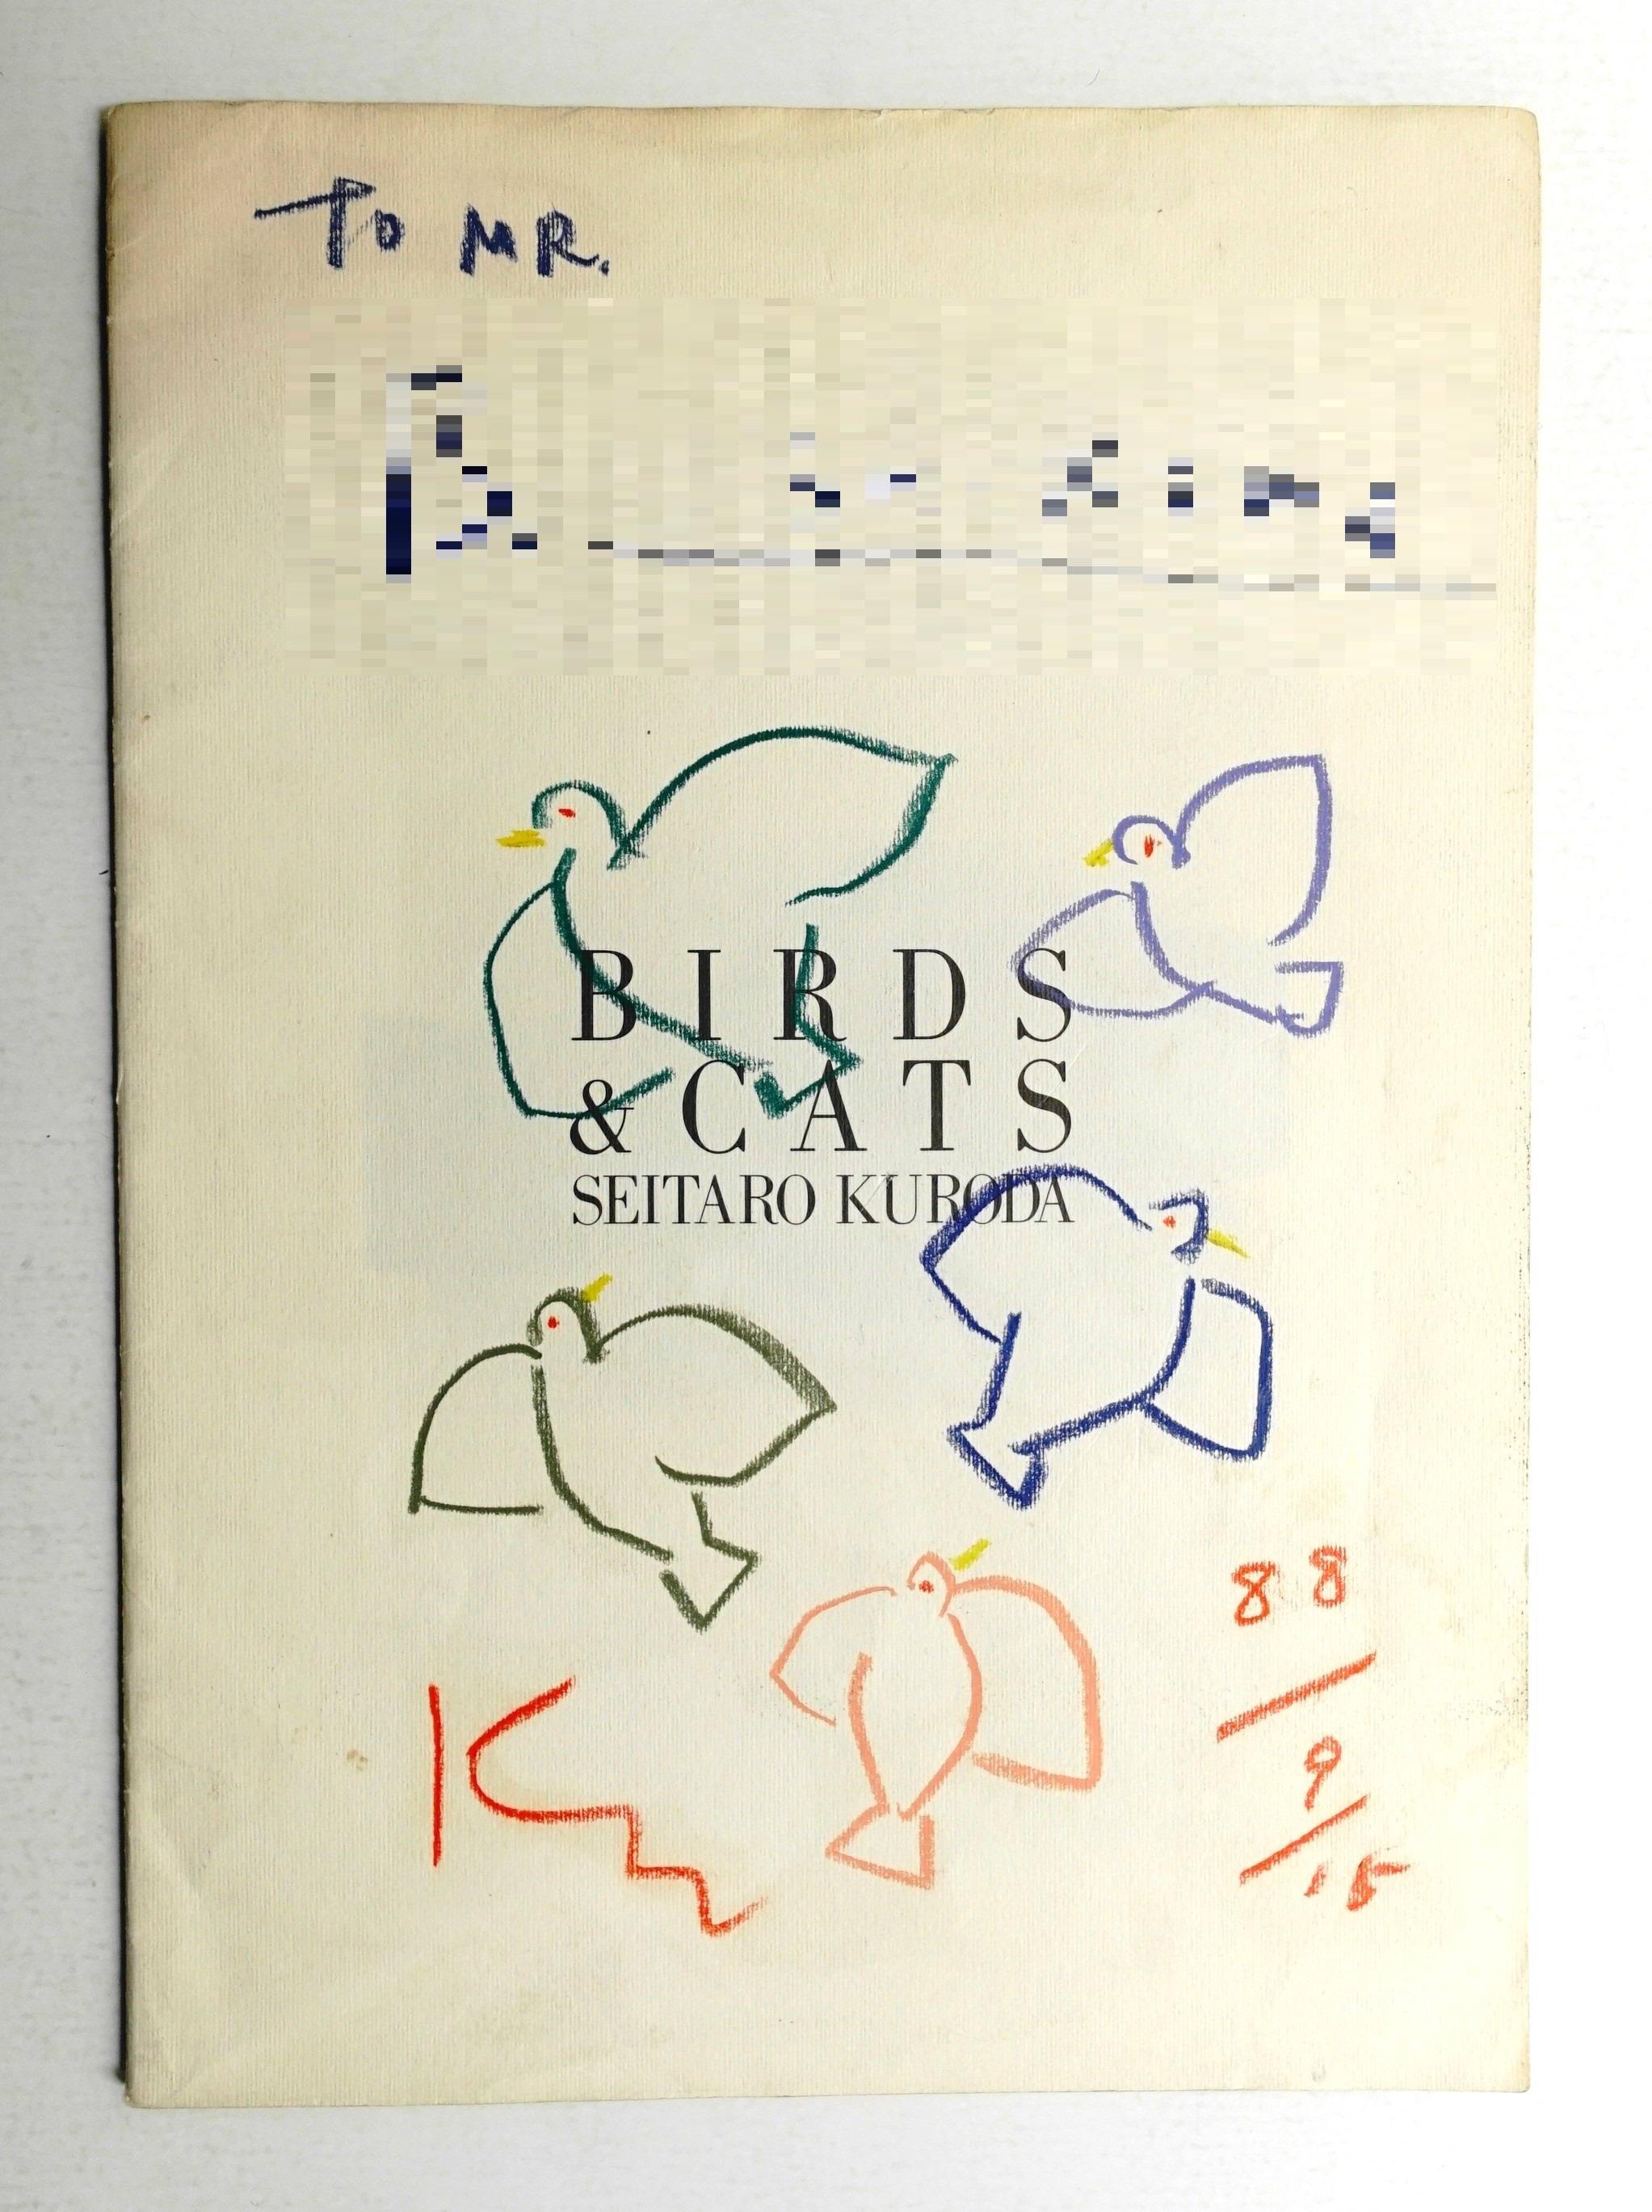 TO MR.
BIRDS
& CATS
SEITARO KURODA
88
/
9
/
15
K